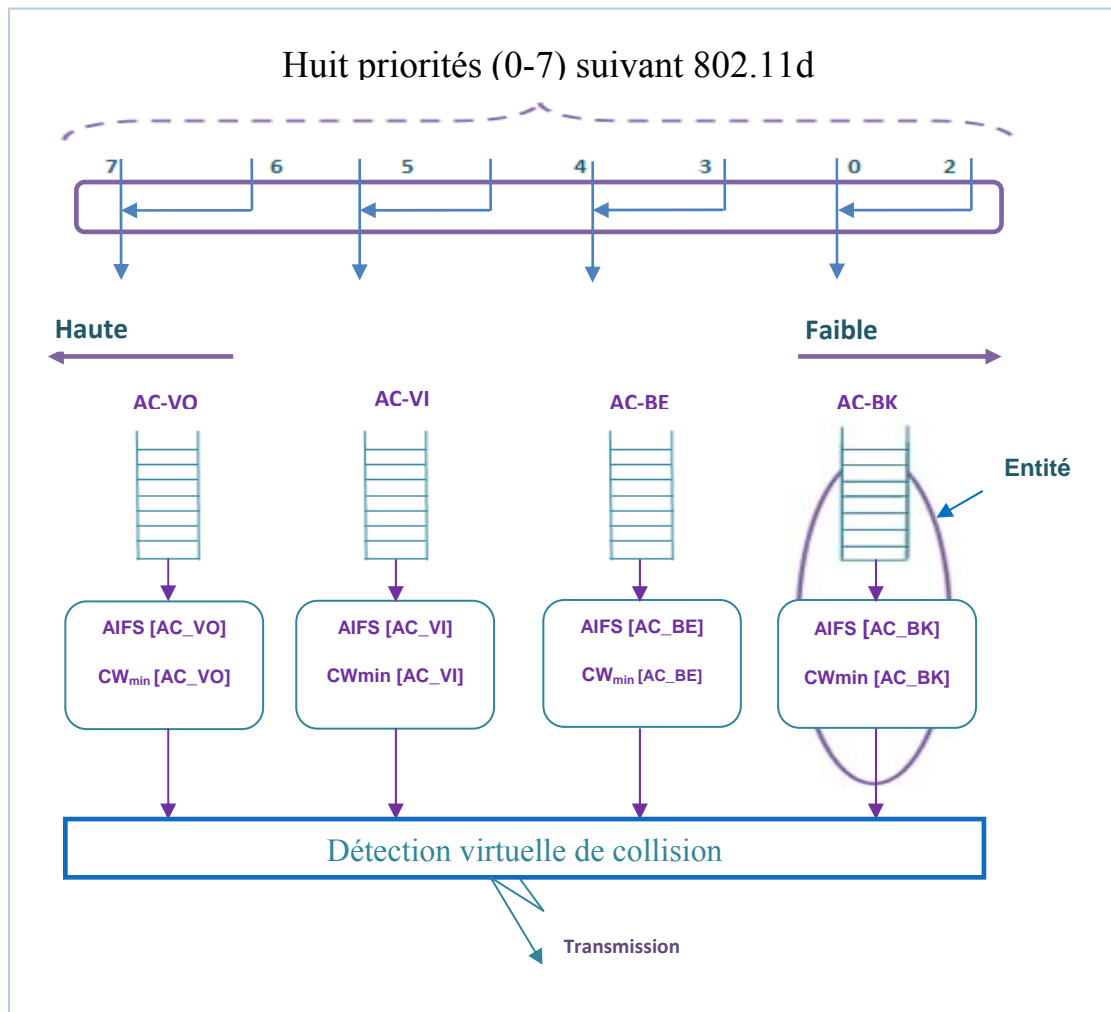 Huit priorités (0-7) suivant 802.11d
7 6 5 4 3 0 2
Haute Faible
AC-VO AC-VI AC-BE AC-BK
Entité
AIFS [AC_VO] AIFS [AC_VI] AIFS [AC_BE] AIFS [AC_BK]
CWmin [AC_VO] CWmin [AC_VI] CWmin [AC_BE] CWmin [AC_BK]
Détection virtuelle de collision
Transmission